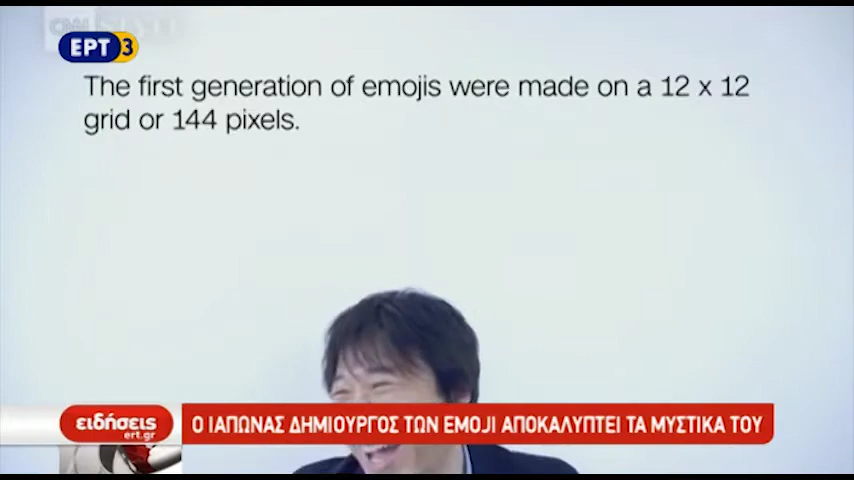 ΕΡΤ3
The first generation of emojis were made on a 12 x 12
grid or 144 pixels.
ειδήσεις
ert.gr
Ο ΙΑΠΩΝΑΣ ΔΗΜΙΟΥΡΓΟΣ ΤΩΝ EMOJI ΑΠΟΚΑΛΥΠΤΕΙ ΤΑ ΜΥΣΤΙΚΑ ΤΟΥ